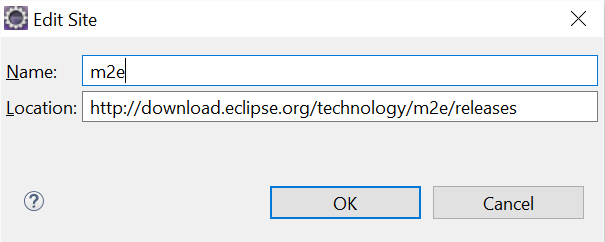 Edit Site
Name: m2e
Location: http://download.eclipse.org/technology/m2e/releases
? OK Cancel